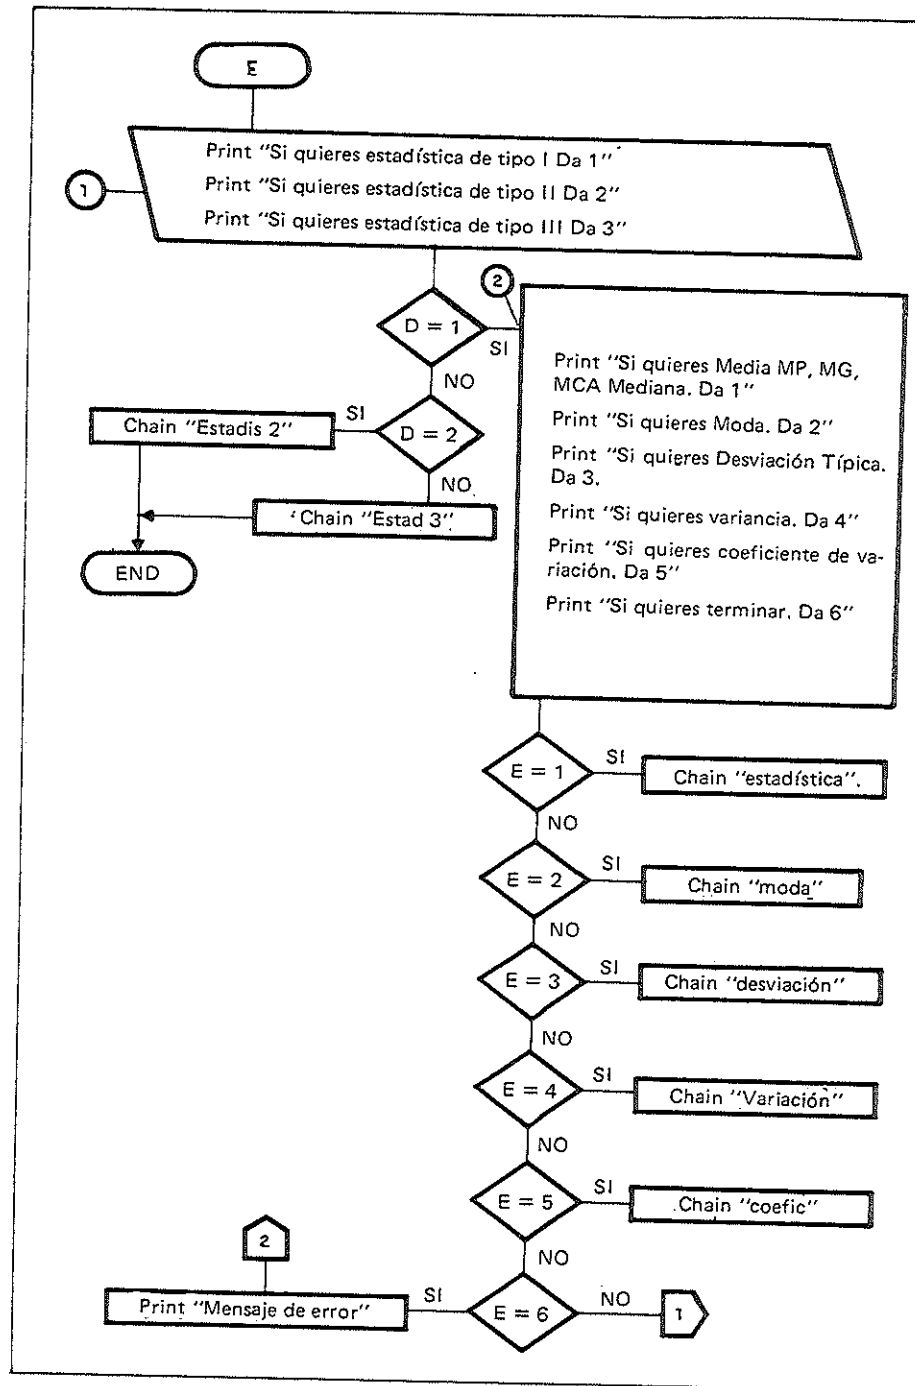 E
Print "Si quieres estadística de tipo I Da 1"
1
Print "Si quieres estadística de tipo II Da 2"
Print "Si quieres estadística de tipo III Da 3"
2
D = 1
SI
NO
Print "Si quieres Media MP, MG,
MCA Mediana. Da 1"
Print "Si quieres Moda. Da 2"
Print "Si quieres Desviación Típica.
Da 3.
Print "Si quieres variancia. Da 4"
Print "Si quieres coeficiente de va-
riación. Da 5"
Print "Si quieres terminar. Da 6"
Chain "Estadis 2"
SI
D = 2
NO
Chain "Estad 3"
END
E = 1
SI
Chain "estadística".
NO
E = 2
SI
Chain "moda"
NO
E = 3
SI
Chain "desviación"
NO
E = 4
SI
Chain "Variación"
NO
E = 5
SI
Chain "coefic"
NO
2
Print "Mensaje de error"
SI
E = 6
NO
1